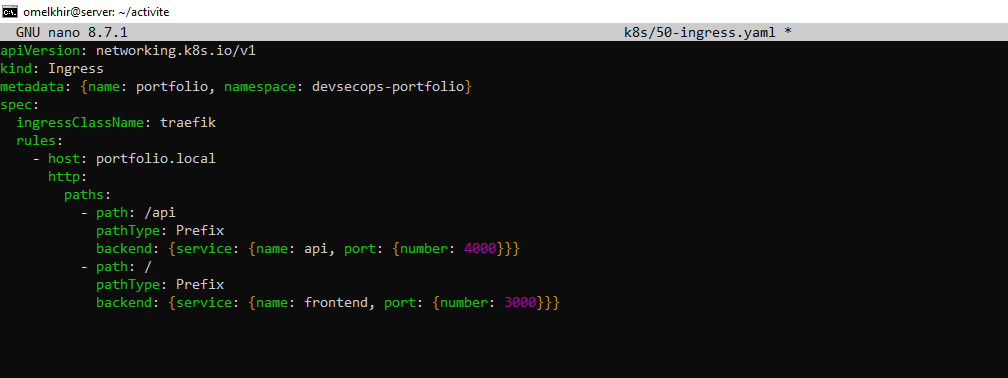 omelkhir@server: ~/activite
GNU nano 8.7.1 k8s/50-ingress.yaml *
apiVersion: networking.k8s.io/v1
kind: Ingress
metadata: {name: portfolio, namespace: devsecops-portfolio}
spec:
  ingressClassName: traefik
  rules:
    - host: portfolio.local
      http:
        paths:
          - path: /api
            pathType: Prefix
            backend: {service: {name: api, port: {number: 4000}}}
          - path: /
            pathType: Prefix
            backend: {service: {name: frontend, port: {number: 3000}}}